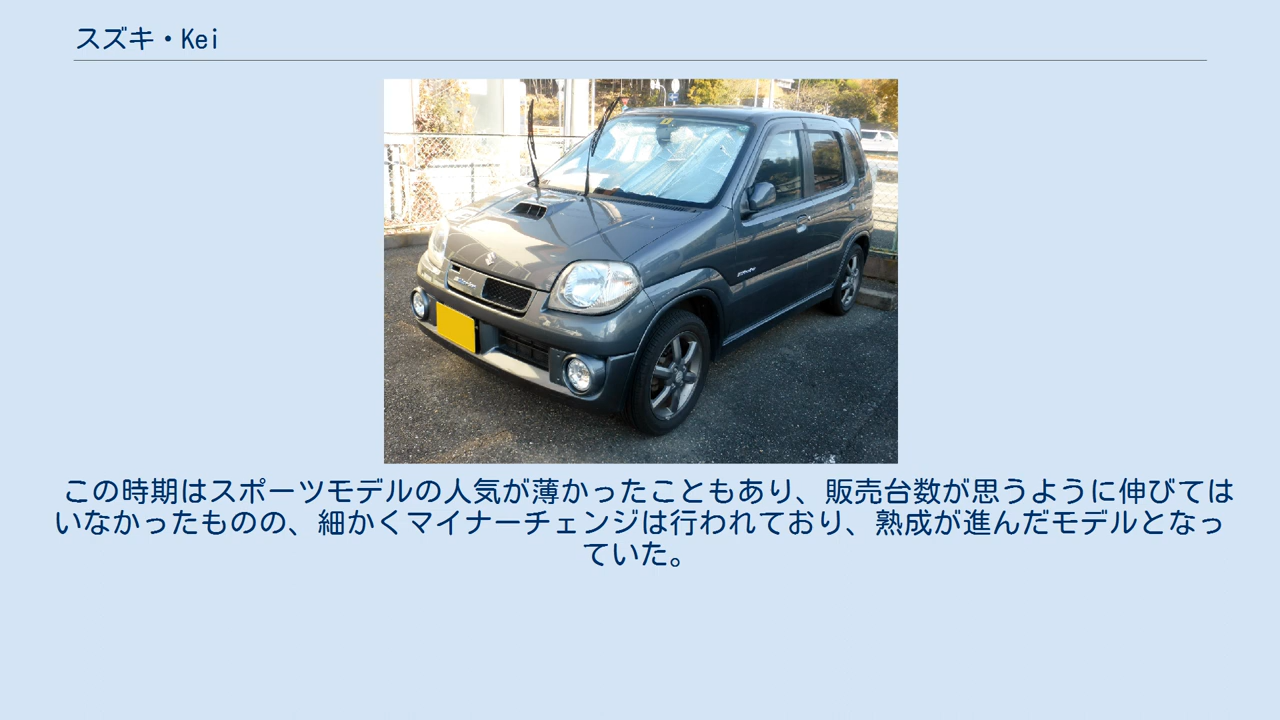 スズキ・Kei
この時期はスポーツモデルの人気が薄かったこともあり、販売台数が思うように伸びては
いなかったものの、細かくマイナーチェンジは行われており、熟成が進んだモデルとなっ
ていた。